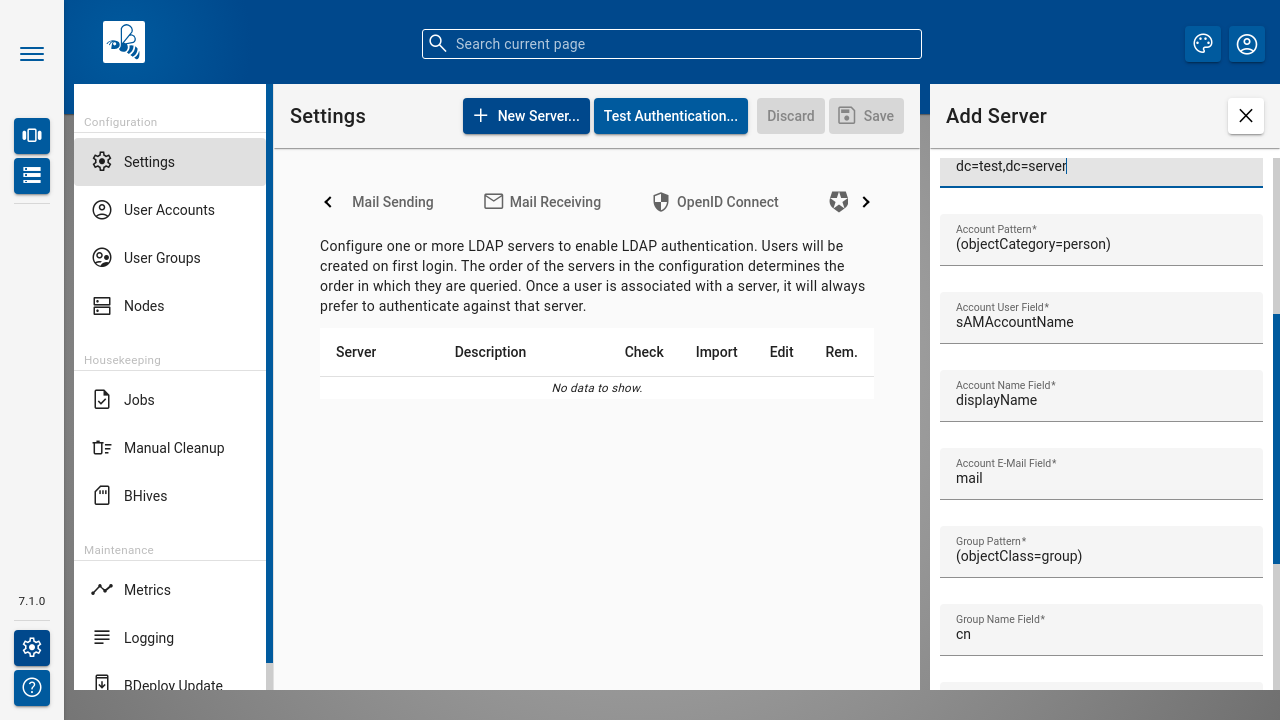 Search current page
Configuration
Settings
User Accounts
User Groups
Nodes
Housekeeping
Jobs
Manual Cleanup
BHives
Maintenance
Metrics
Logging
BDeploy Update
7.1.0
Settings
New Server...
Test Authentication...
Discard
Save
Mail Sending
Mail Receiving
OpenID Connect
Configure one or more LDAP servers to enable LDAP authentication. Users will be
created on first login. The order of the servers in the configuration determines the
order in which they are queried. Once a user is associated with a server, it will always
prefer to authenticate against that server.
Server Description Check Import Edit Rem.
No data to show.
Add Server
dc=test,dc=server
Account Pattern*
(objectCategory=person)
Account User Field*
sAMAccountName
Account Name Field*
displayName
Account E-Mail Field*
mail
Group Pattern*
(objectClass=group)
Group Name Field*
cn